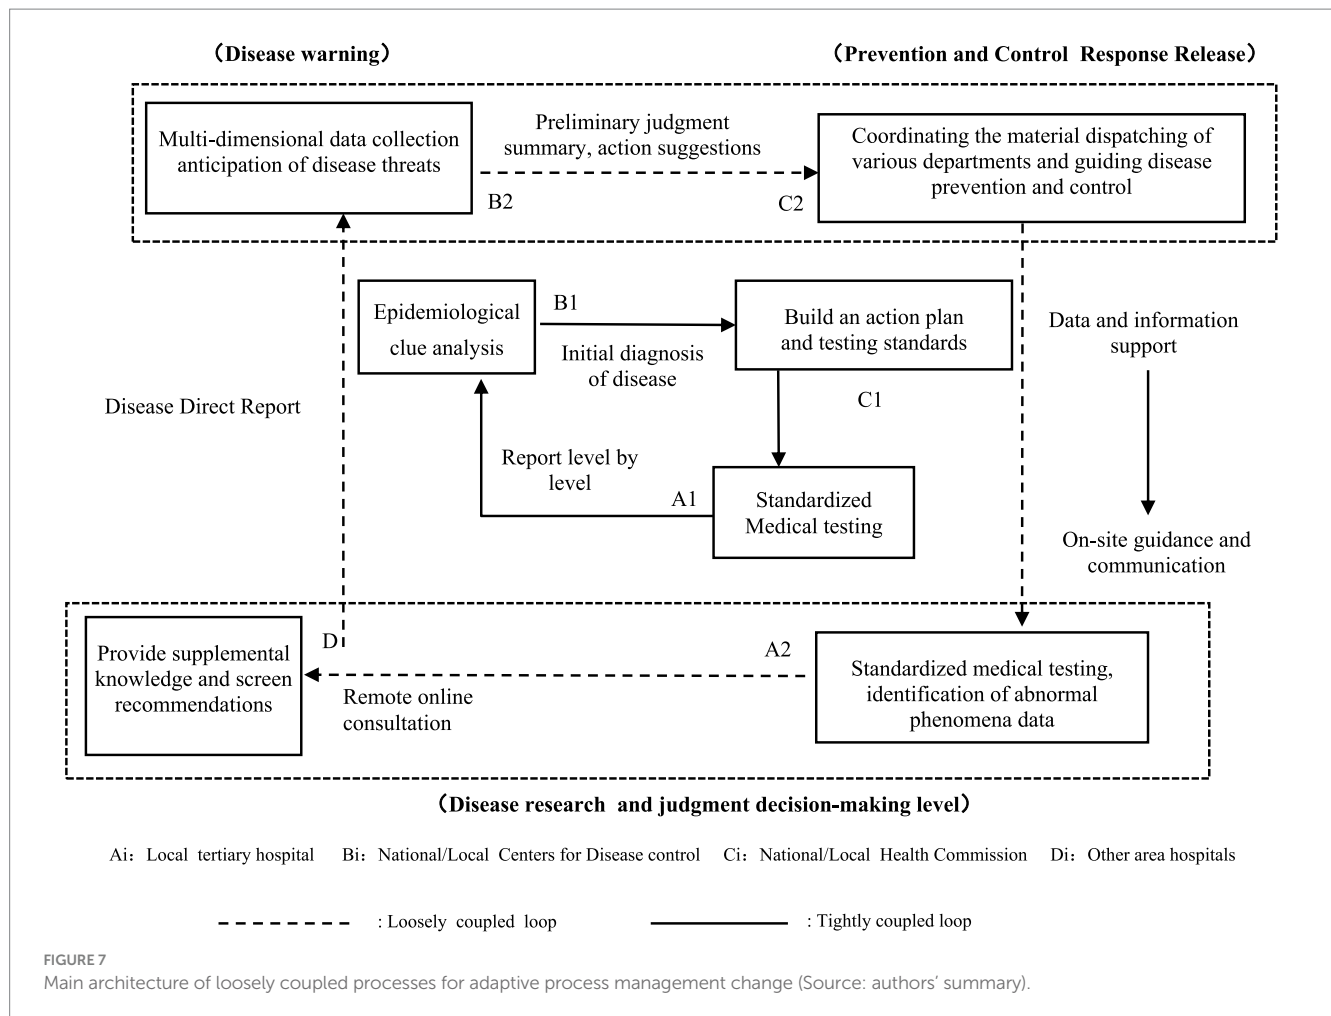 （Disease warning）
（Prevention and Control Response Release）
Multi-dimensional data collection
anticipation of disease threats
Preliminary judgment
summary, action suggestions
Coordinating the material dispatching of
various departments and guiding disease
prevention and control
B2
C2
Epidemiological
clue analysis
B1
Initial diagnosis
of disease
Build an action plan
and testing standards
Data and information
support
Disease Direct Report
C1
Report level by
level
A1
Standardized
Medical testing
On-site guidance and
communication
Provide supplemental
knowledge and screen
recommendations
D
Remote online
consultation
A2
Standardized medical testing,
identification of abnormal
phenomena data
（Disease research and judgment decision-making level）
Ai：Local tertiary hospital Bi：National/Local Centers for Disease control Ci：National/Local Health Commission Di：Other area hospitals
: Loosely coupled loop : Tightly coupled loop
FIGURE 7
Main architecture of loosely coupled processes for adaptive process management change (Source: authors’ summary).